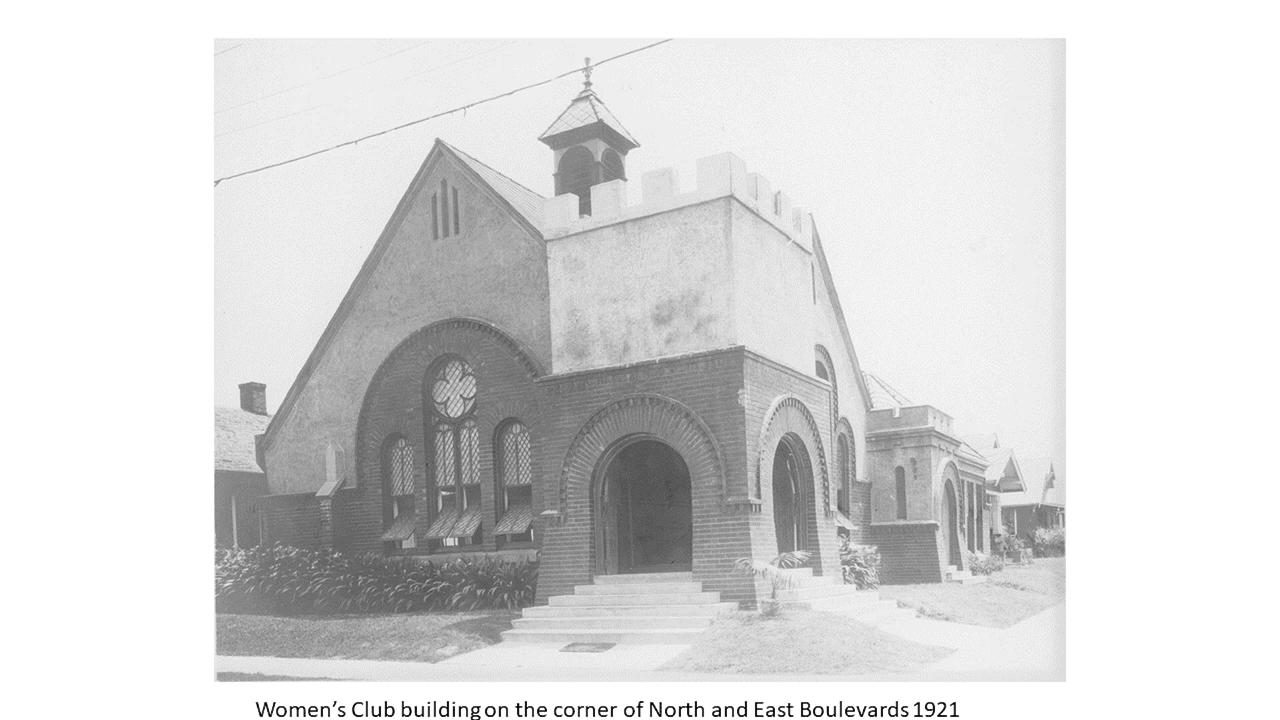 Women’s Club building on the corner of North and East Boulevards 1921